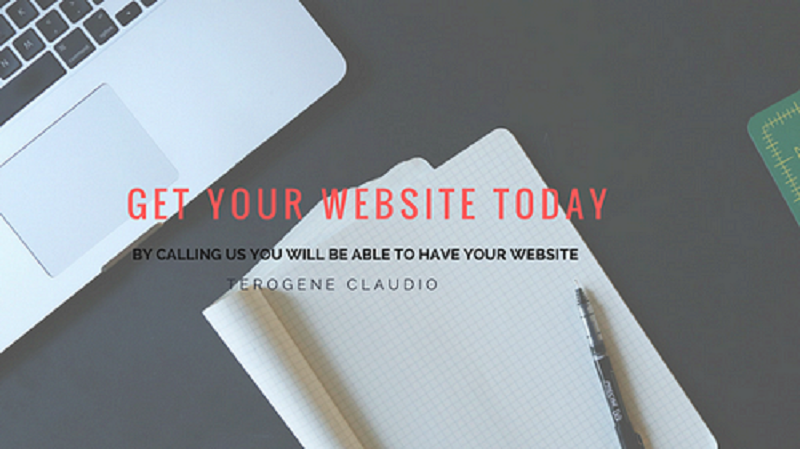 GET YOUR WEBSITE TODAY
BY CALLING US YOU WILL BE ABLE TO HAVE YOUR WEBSITE
TEROGENE CLAUDIO